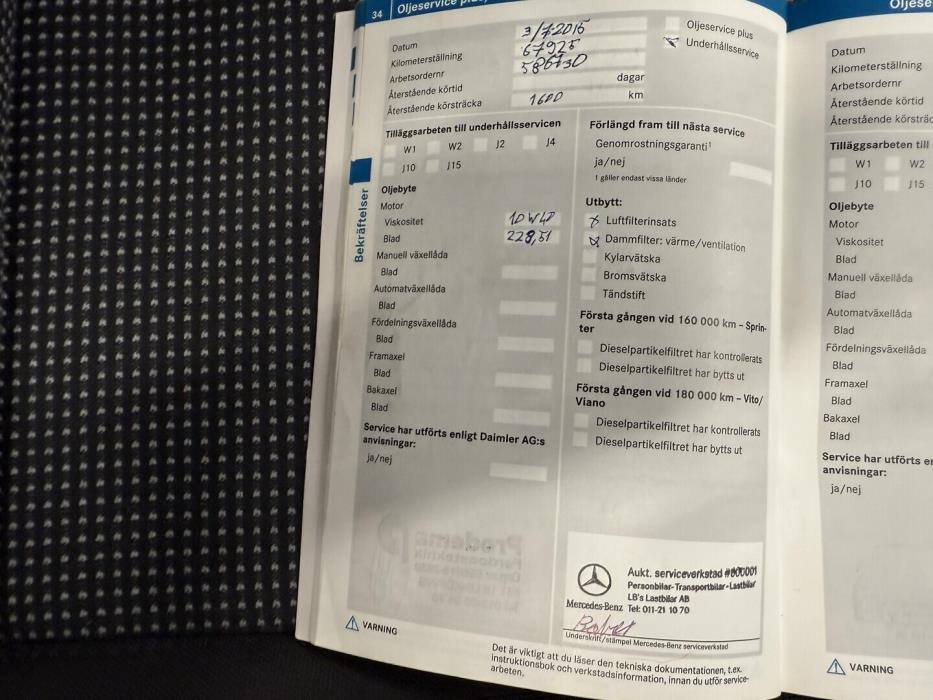 34
Oljeservice plus
Datum 3/7 2015
Kilometerställning 67925
Arbetsordernr 586730
Återstående körtid dagar
Återstående körsträcka 1600 km
Oljeservice plus
Underhållsservice
Tilläggsarbeten till underhållsservicen
W1 W2 J2 J4
J10 J15
Oljebyte
Motor
Viskositet 10W40
Blad 228,51
Manuell växellåda
Blad
Automatväxellåda
Blad
Fördelningsväxellåda
Blad
Framaxel
Blad
Bakaxel
Blad
Service har utförts enligt Daimler AG:s
anvisningar:
ja/nej
Bekräftelser
Förlängd fram till nästa service
Genomrostningsgaranti¹
ja/nej
1 gäller endast vissa länder
Utbytt:
Luftfilterinsats
Dammfilter: värme/ventilation
Kylarvätska
Bromsvätska
Tändstift
Första gången vid 160 000 km – Sprin-
ter
Dieselpartikelfiltret har kontrollerats
Dieselpartikelfiltret har bytts ut
Första gången vid 180 000 km – Vito/
Viano
Dieselpartikelfiltret har kontrollerats
Dieselpartikelfiltret har bytts ut
Aukt. serviceverkstad #800001
Personbilar-Transportbilar-Lastbilar
LB's Lastbilar AB
Mercedes-Benz Tel: 011-21 10 70
Underskrift/stämpel Mercedes-Benz serviceverkstad
VARNING
Det är viktigt att du läser den tekniska dokumentationen, t.ex.
instruktionsbok och verkstadsinformation, innan du utför service-
arbeten.
Oljese
Datum
Kilometerställning
Arbetsordernr
Återstående körtid
Återstående körsträc
Tilläggsarbeten till
W1 W2
J10 J15
Oljebyte
Motor
Viskositet
Blad
Manuell växellåda
Blad
Automatväxellåda
Blad
Fördelningsväxellåda
Blad
Framaxel
Blad
Bakaxel
Blad
Service har utförts e
anvisningar:
ja/nej
VARNING